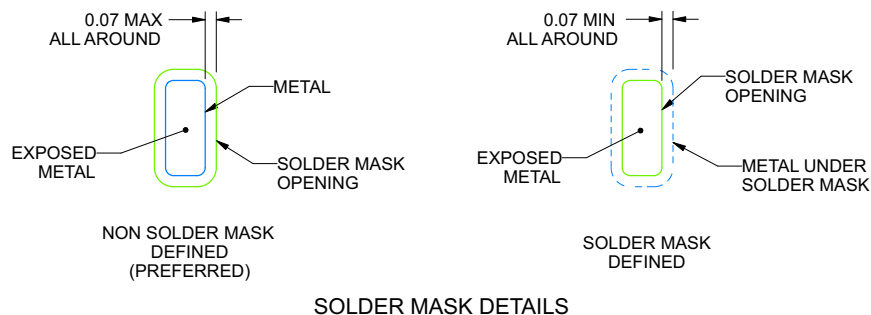 0.07 MAX
ALL AROUND
METAL
EXPOSED
METAL
SOLDER MASK
OPENING
NON SOLDER MASK
DEFINED
(PREFERRED)
0.07 MIN
ALL AROUND
SOLDER MASK
OPENING
EXPOSED
METAL
METAL UNDER
SOLDER MASK
SOLDER MASK
DEFINED
SOLDER MASK DETAILS